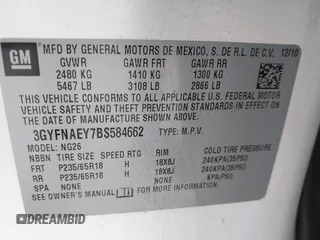 GM
MFD BY GENERAL MOTORS DE MEXICO, S. DE R.L. DE C.V. 12/10
GVWR GAWR FRT GAWR RR
2480 KG 1410 KG 1300 KG
5467 LB 3108 LB 2866 LB
THIS VEHICLE CONFORMS TO ALL APPLICABLE U.S. FEDERAL MOTOR VEHICLE SAFETY AND THEFT PREVENTION STANDARDS IN EFFECT ON THE DATE OF MANUFACTURE SHOWN ABOVE.
3GYFNAEY7BS584662 TYPE: M.P.V.
MODEL: NG26
NBBN TIRE SIZE SPEED RTG RIM COLD TIRE PRESSURE
FRT P235/65R18 H 18X8J 240KPA(35PSI)
RR P235/65R18 H 18X8J 240KPA(35PSI)
KPA(PSI)
DREAMBID